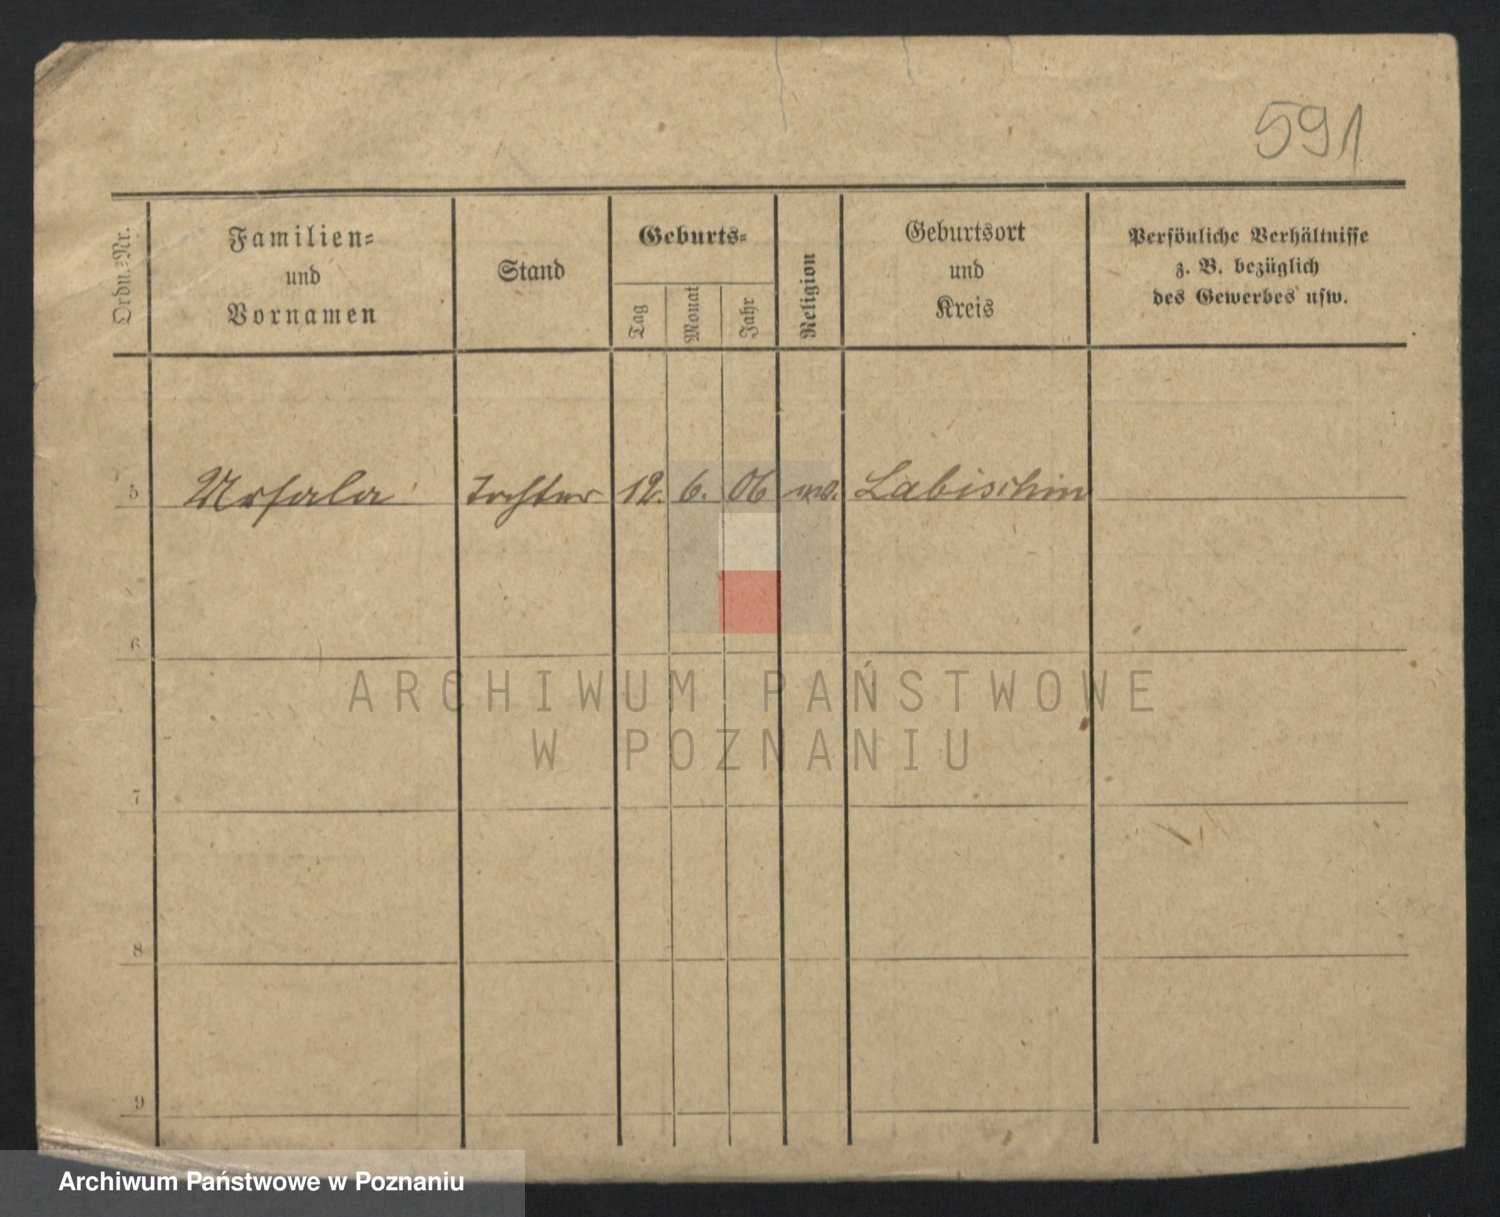 591
Ordn.-Nr.
Familien-
und
Vornamen
Stand
Geburts-
Tag
Monat
Jahr
Religion
Geburtsort
und
Kreis
Persönliche Verhältnisse
z. B. bezüglich
des Gewerbes usw.
5 Ursula Tochter 12. 6. 06 Labischin
6
ARCHIWUM PAŃSTWOWE
W POZNANIU
7
8
9
Archiwum Państwowe w Poznaniu